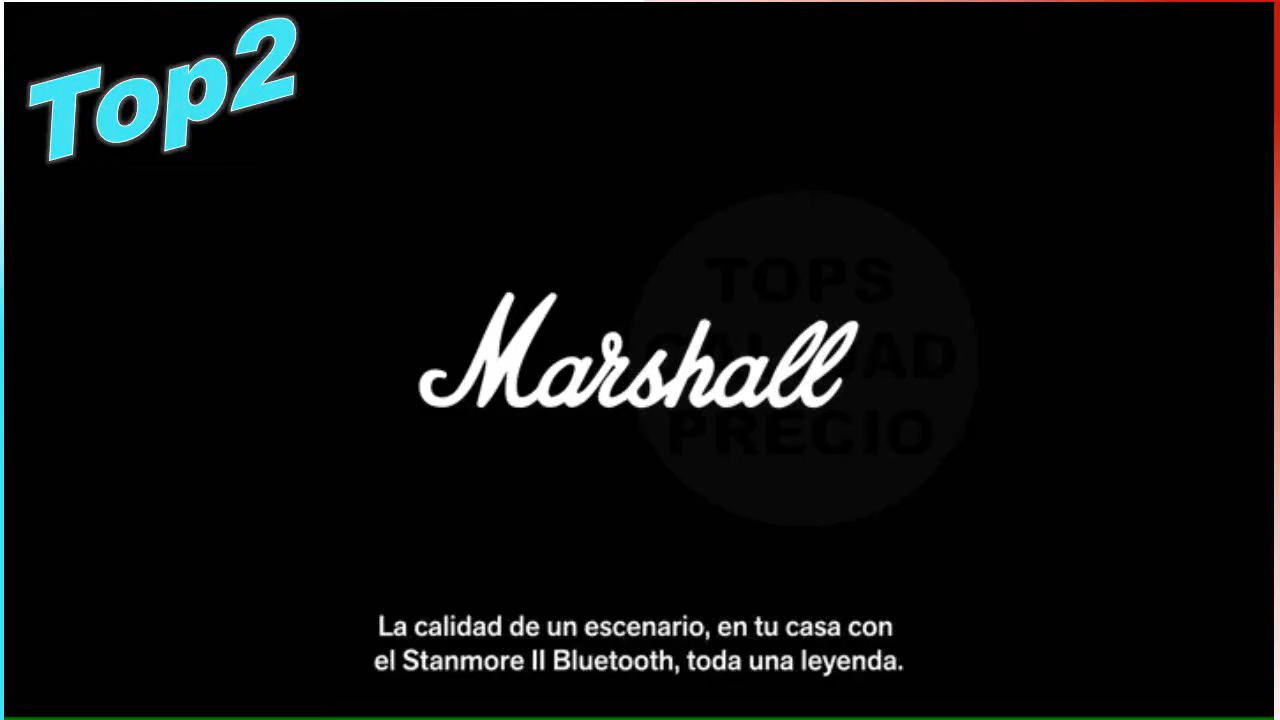 Top2
TOPS
CALIDAD
PRECIO
Marshall
La calidad de un escenario, en tu casa con
el Stanmore II Bluetooth, toda una leyenda.